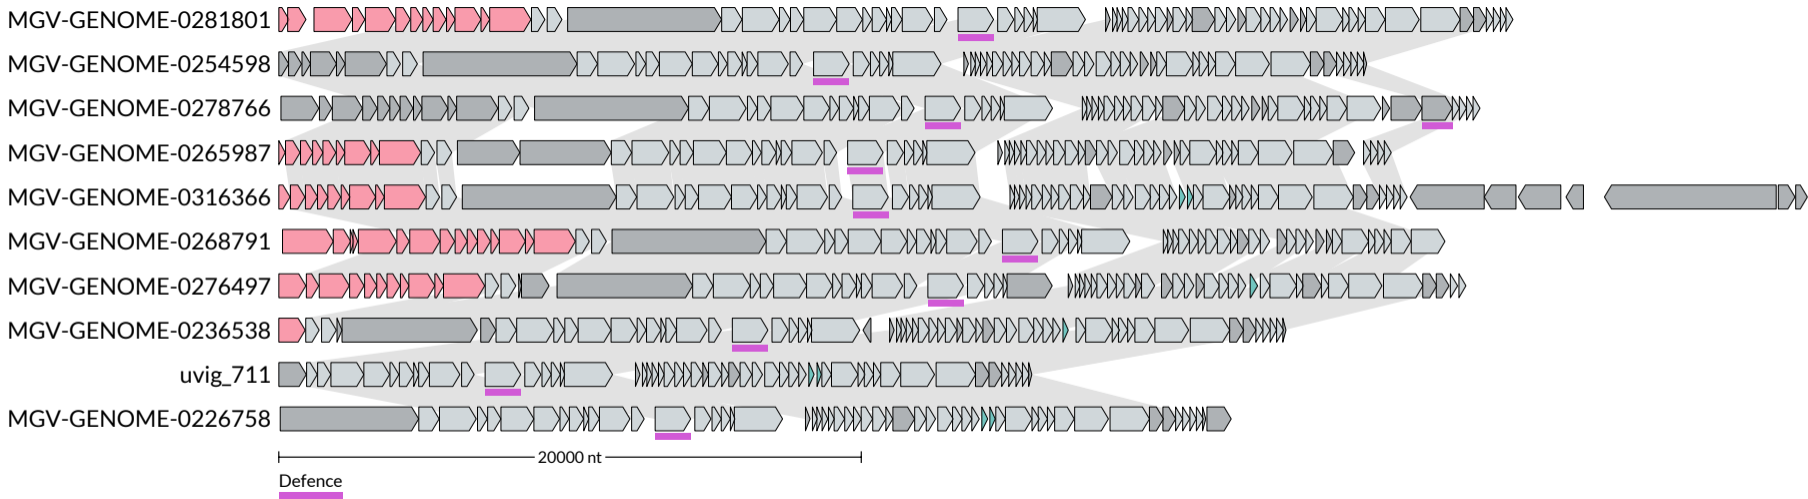 MGV-GENOME-0281801
MGV-GENOME-0254598
MGV-GENOME-0278766
MGV-GENOME-0265987
MGV-GENOME-0316366
MGV-GENOME-0268791
MGV-GENOME-0276497
MGV-GENOME-0236538
uvig_711
MGV-GENOME-0226758
20000 nt
Defence